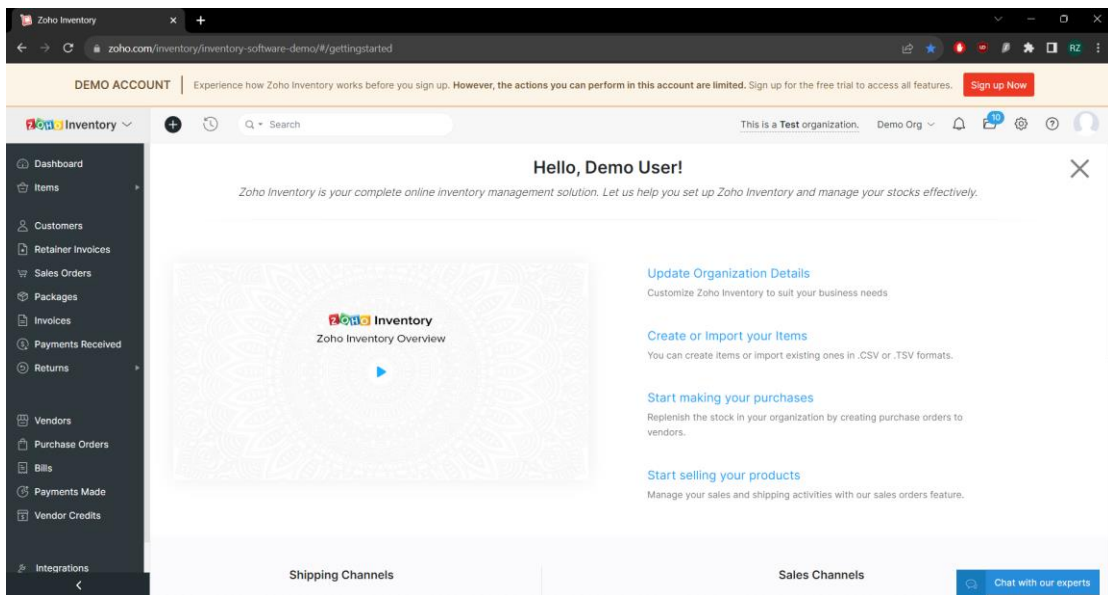 Zoho Inventory
zoho.com/inventory/inventory-software-demo/#/gettingstarted
RZ
DEMO ACCOUNT
Experience how Zoho Inventory works before you sign up. However, the actions you can perform in this account are limited. Sign up for the free trial to access all features.
Sign up Now
ZOHO Inventory
Search
This is a Test organization.
Demo Org
10
Dashboard
Items
Customers
Retainer Invoices
Sales Orders
Packages
Invoices
Payments Received
Returns
Vendors
Purchase Orders
Bills
Payments Made
Vendor Credits
Integrations
Hello, Demo User!
Zoho Inventory is your complete online inventory management solution. Let us help you set up Zoho Inventory and manage your stocks effectively.
ZOHO Inventory
Zoho Inventory Overview
Update Organization Details
Customize Zoho Inventory to suit your business needs
Create or Import your Items
You can create items or import existing ones in .CSV or .TSV formats.
Start making your purchases
Replenish the stock in your organization by creating purchase orders to
vendors.
Start selling your products
Manage your sales and shipping activities with our sales orders feature.
Shipping Channels
Sales Channels
Chat with our experts